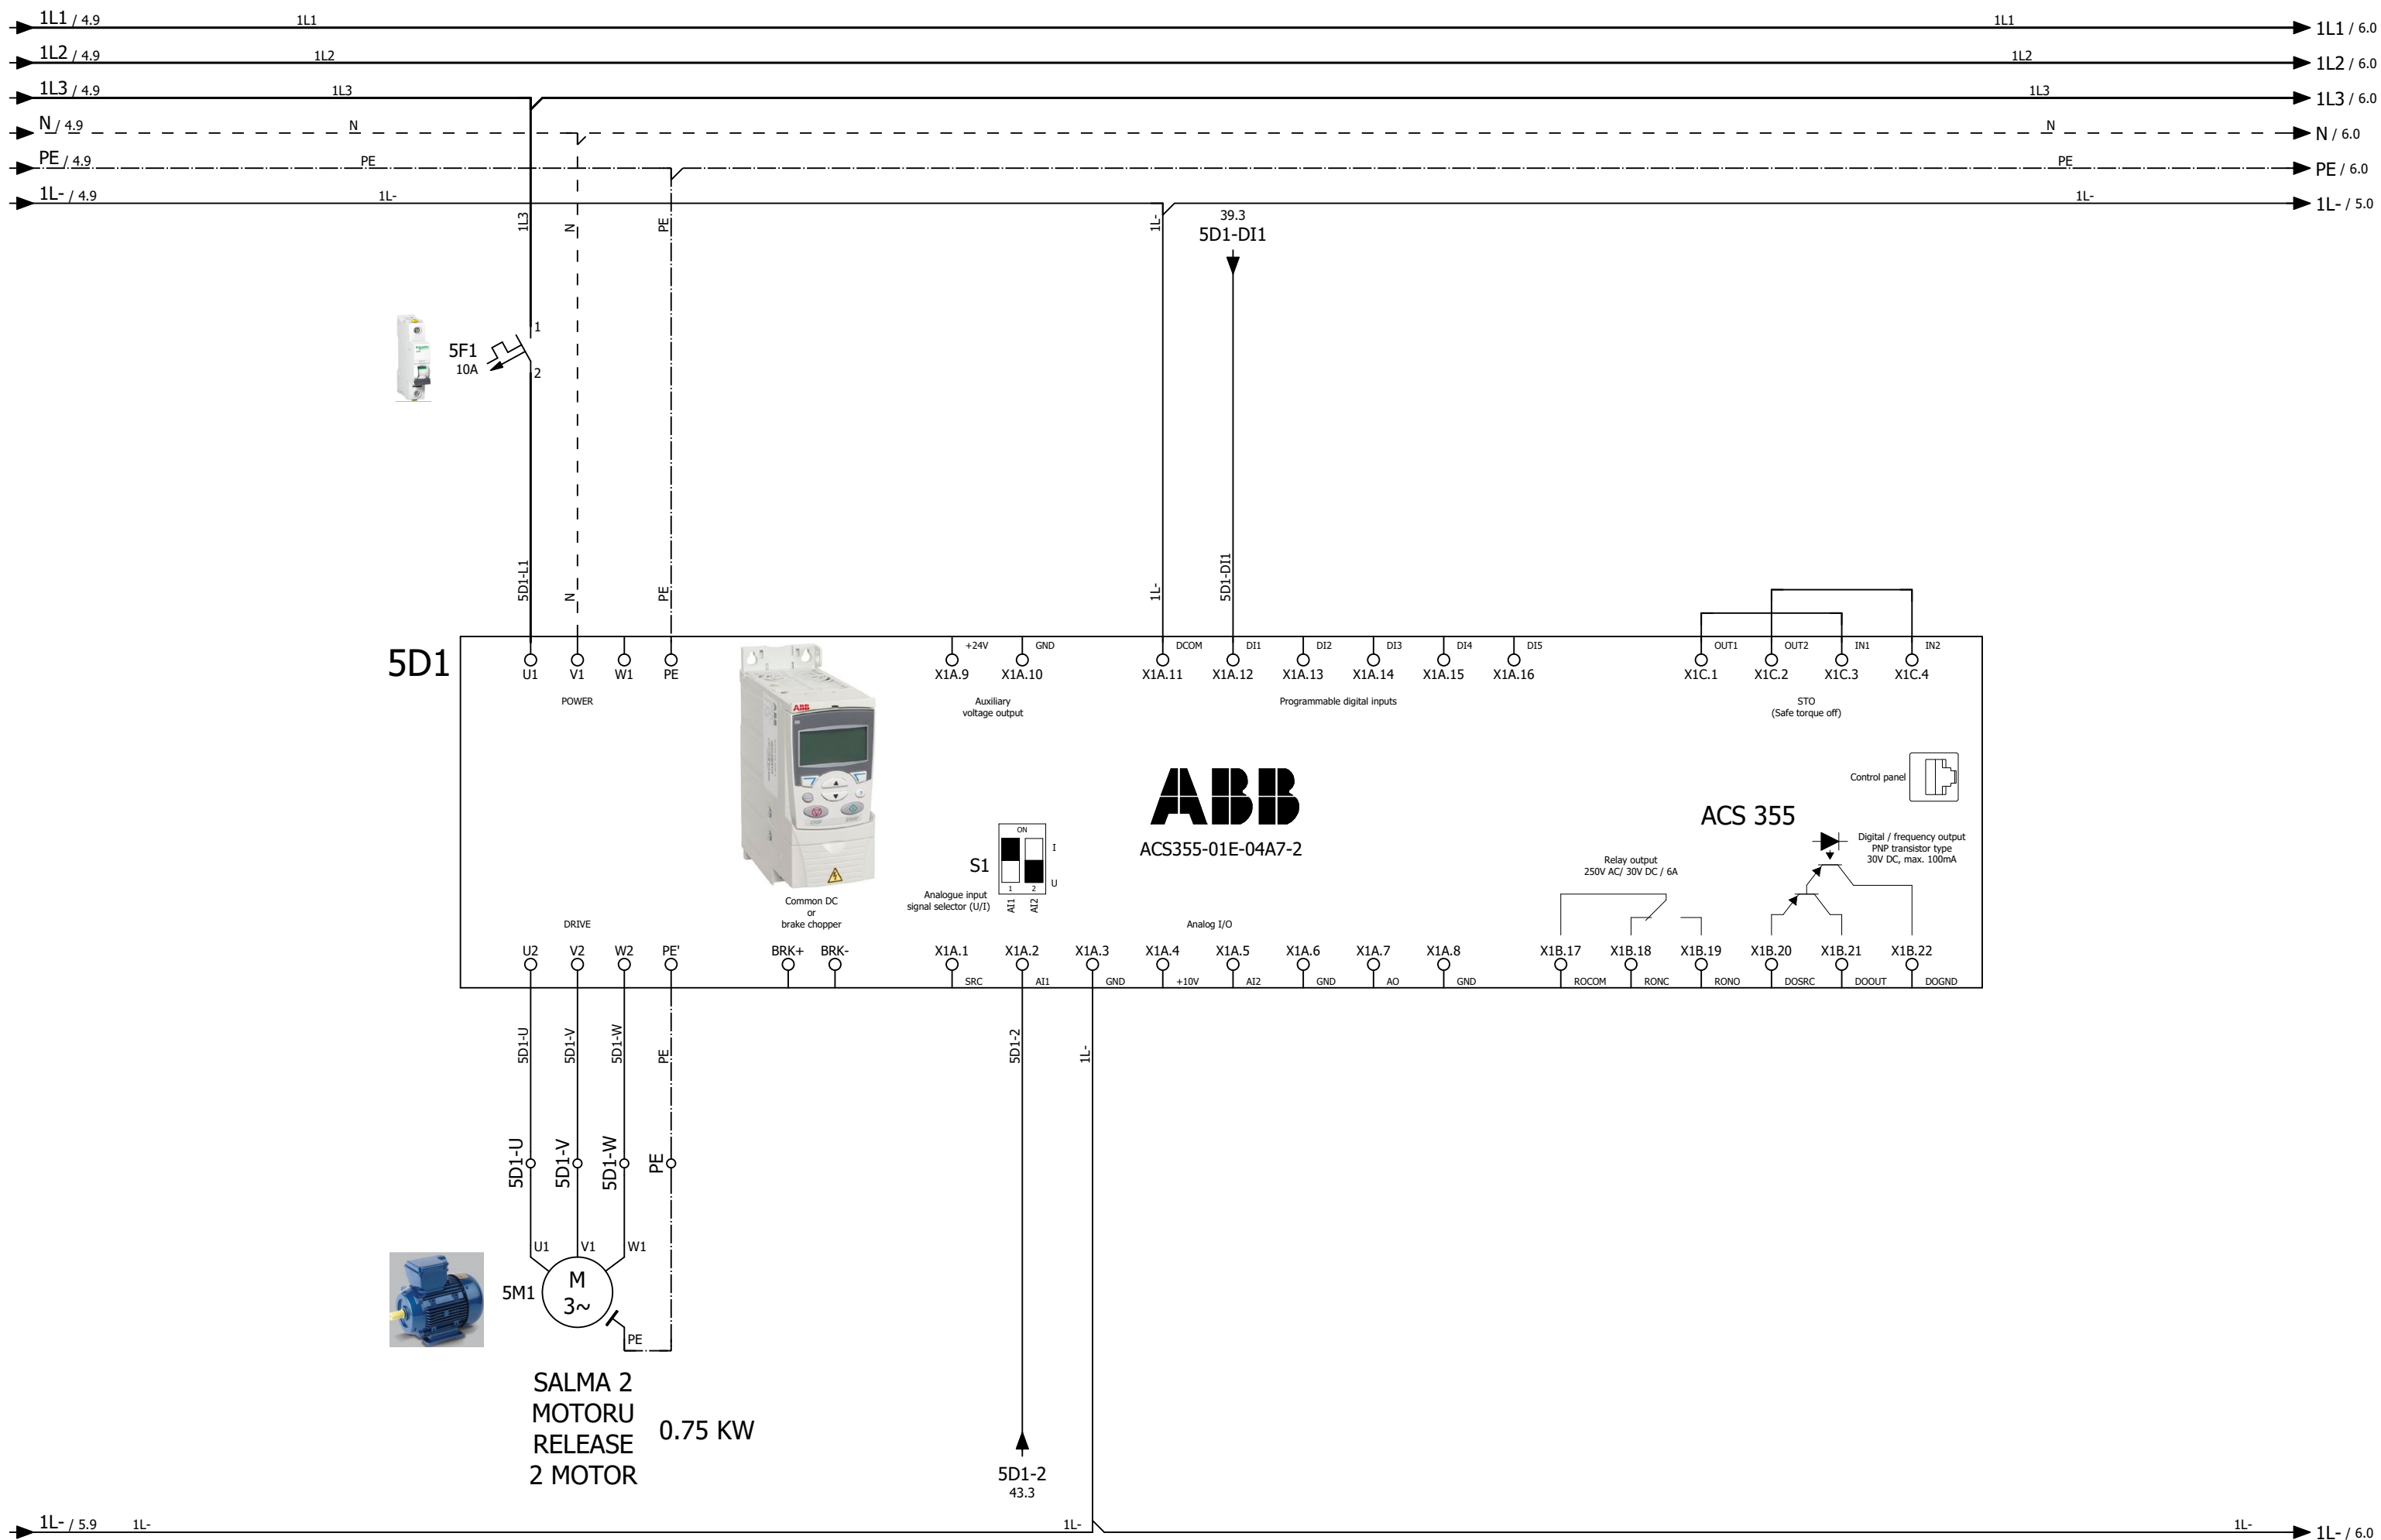 1L1 / 4.9 1L1 1L1 1L1 / 6.0
1L2 / 4.9 1L2 1L2 1L2 / 6.0
1L3 / 4.9 1L3 1L3 1L3 / 6.0
N / 4.9 N N N / 6.0
PE / 4.9 PE PE PE / 6.0
1L- / 4.9 1L- 1L- 1L- / 5.0
1L3 N PE 1L- 39.3
5D1-DI1
1
5F1
10A
2
5D1-L1 N PE 1L- 5D1-DI1
5D1
+24V GND DCOM DI1 DI2 DI3 DI4 DI5 OUT1 OUT2 IN1 IN2
U1 V1 W1 PE X1A.9 X1A.10 X1A.11 X1A.12 X1A.13 X1A.14 X1A.15 X1A.16 X1C.1 X1C.2 X1C.3 X1C.4
POWER
Auxiliary
voltage output
Programmable digital inputs
STO
(Safe torque off)
ABB
Control panel
ABB
ACS355-01E-04A7-2
ACS 355
ON
I
S1
U
1 2
AI1 AI2
Analogue input
signal selector (U/I)
Digital / frequency output
PNP transistor type
30V DC, max. 100mA
Relay output
250V AC/ 30V DC / 6A
Common DC
or
brake chopper
DRIVE
Analog I/O
U2 V2 W2 PE' BRK+ BRK- X1A.1 X1A.2 X1A.3 X1A.4 X1A.5 X1A.6 X1A.7 X1A.8 X1B.17 X1B.18 X1B.19 X1B.20 X1B.21 X1B.22
SRC AI1 GND +10V AI2 GND AO GND ROCOM RONC RONO DOSRC DOOUT DOGND
5D1-U 5D1-V 5D1-W PE 5D1-2 1L-
5D1-U 5D1-V 5D1-W PE
U1 V1 W1
5M1
M
3~
PE
SALMA 2
MOTORU
RELEASE
2 MOTOR
0.75 KW
5D1-2
43.3
1L- / 5.9 1L- 1L- 1L- 1L- / 6.0